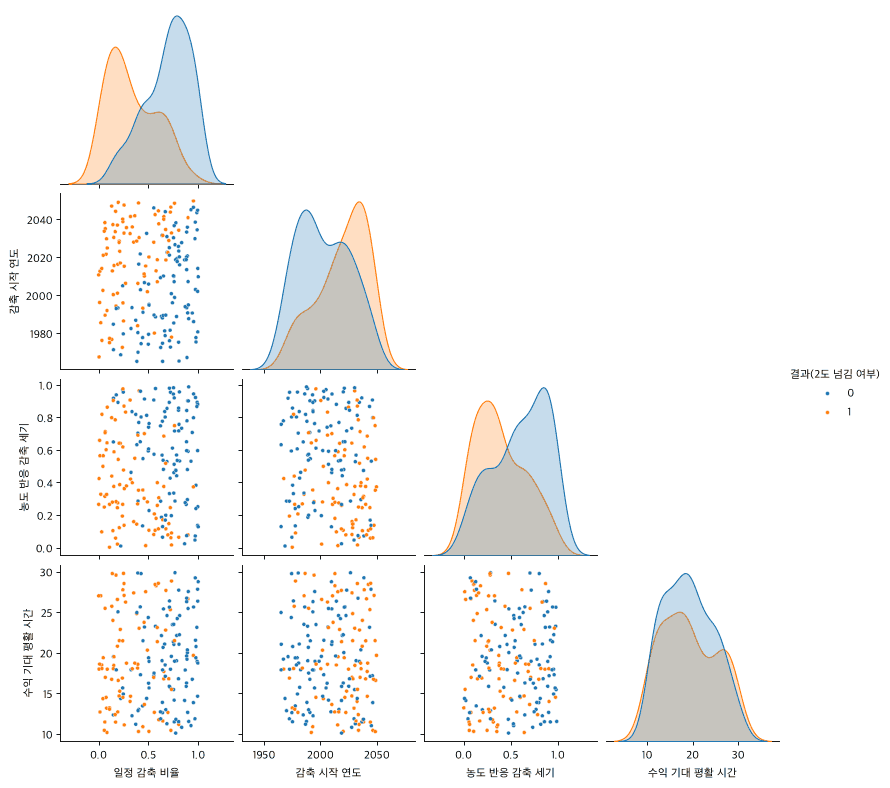 2040
2020
2000
1980
감축 시작 연도
1.0
0.8
0.6
0.4
0.2
0.0
농도 반응 감축 세기
결과(2도 넘김 여부)
0
1
30
25
20
15
10
수익 기대 평활 시간
0.0 0.5 1.0
1950 2000 2050
0.0 0.5 1.0
10 20 30
일정 감축 비율
감축 시작 연도
농도 반응 감축 세기
수익 기대 평활 시간